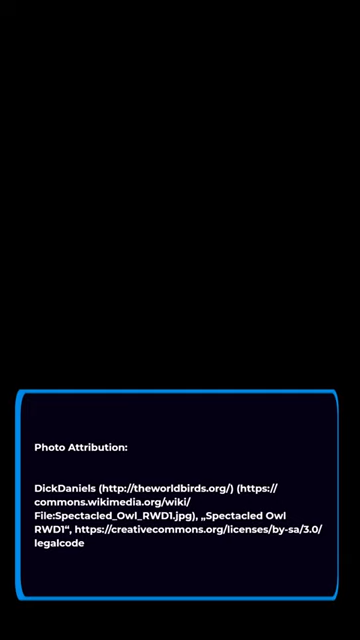 Photo Attribution:
DickDaniels (http://theworldbirds.org/) (https://
commons.wikimedia.org/wiki/
File:Spectacled_Owl_RWD1.jpg), „Spectacled Owl
RWD1“, https://creativecommons.org/licenses/by-sa/3.0/
legalcode